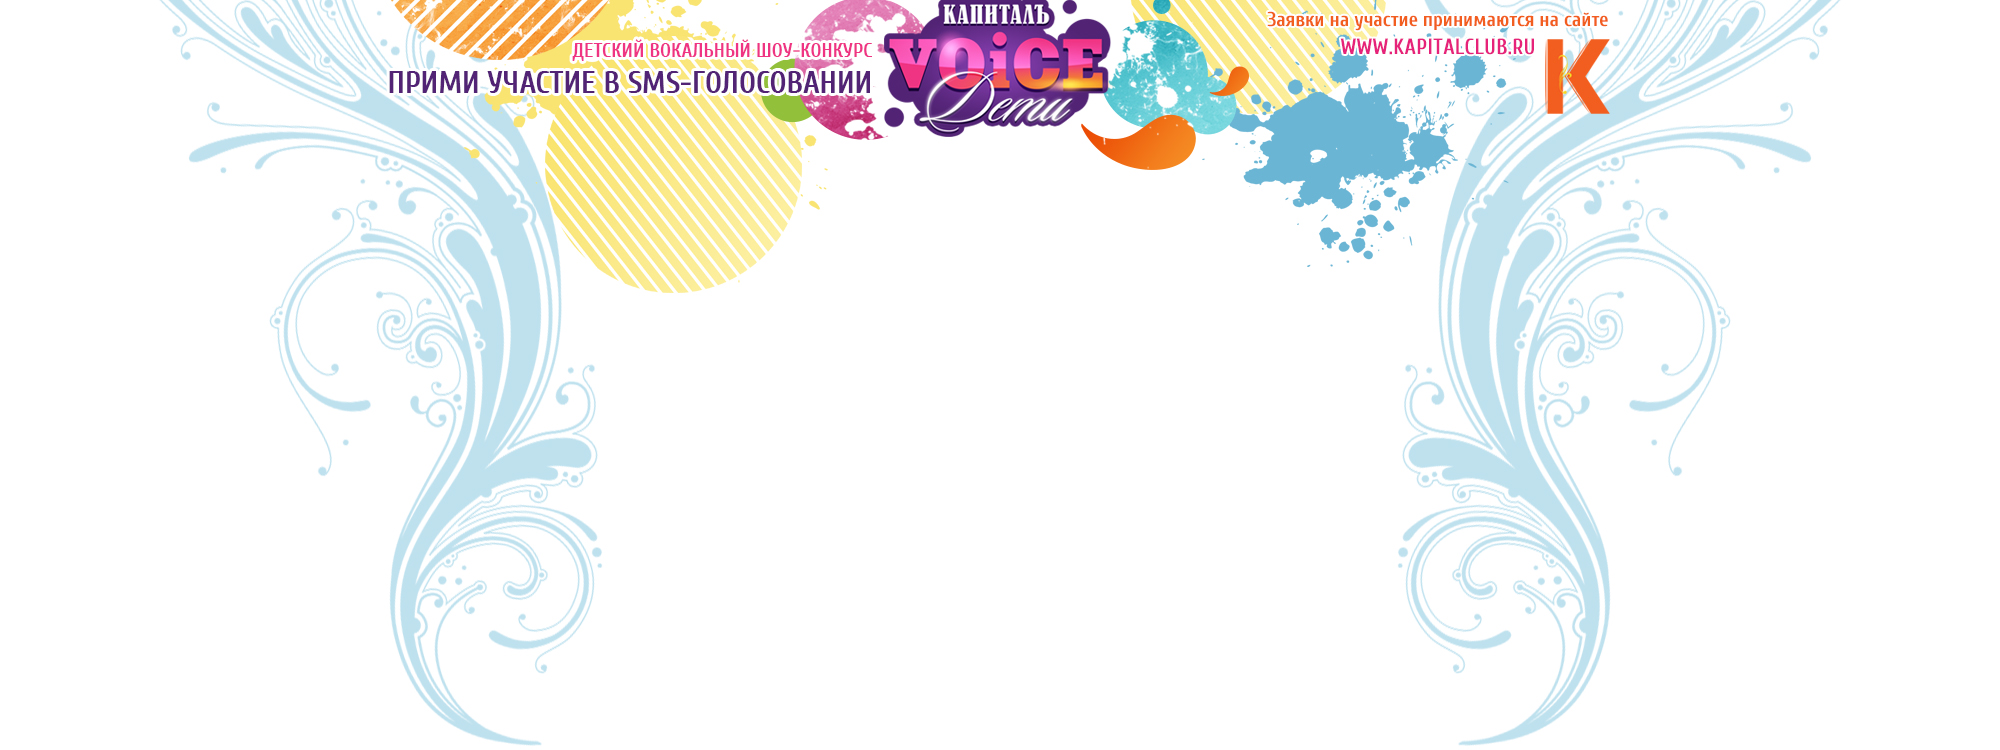 ДЕТСКИЙ ВОКАЛЬНЫЙ ШОУ-КОНКУРС
ПРИМИ УЧАСТИЕ В SMS-ГОЛОСОВАНИИ
КАПИТАЛЪ
VOiCE
Дети
Заявки на участие принимаются на сайте
WWW.KAPITALCLUB.RU
К